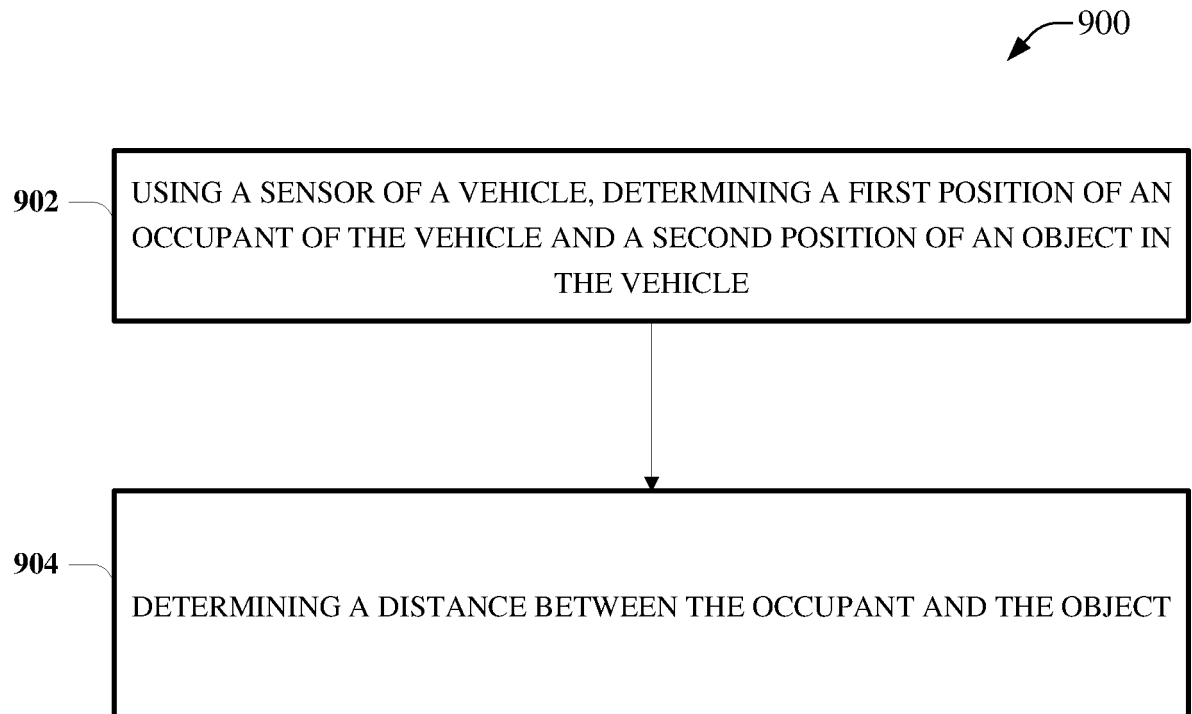 900
902
USING A SENSOR OF A VEHICLE, DETERMINING A FIRST POSITION OF AN
OCCUPANT OF THE VEHICLE AND A SECOND POSITION OF AN OBJECT IN
THE VEHICLE
904
DETERMINING A DISTANCE BETWEEN THE OCCUPANT AND THE OBJECT